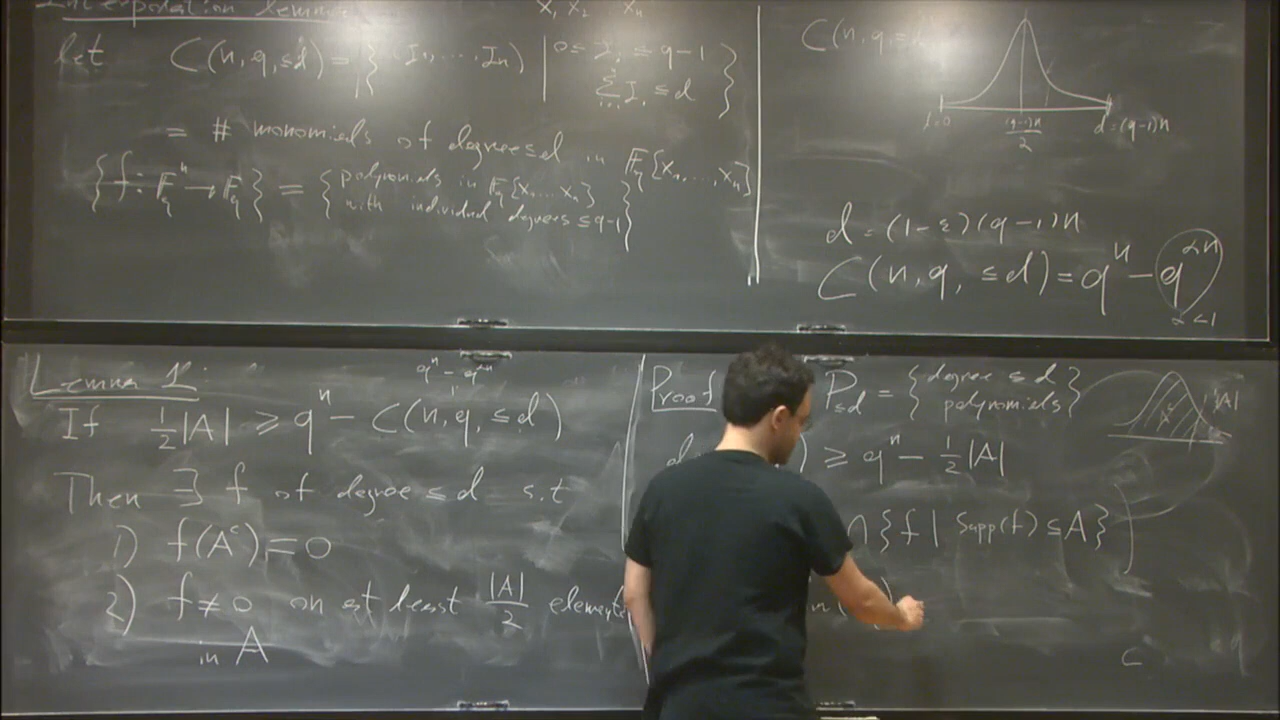 Interpolation lemma
x₁ x₂ ... xₙ
let C(n,q,≤d) = { (I₁,...,Iₙ) | 0 ≤ Iᵢ ≤ q-1
∑ Iᵢ ≤ d }
= # monomials of degree ≤ d in F_q[x₁,...,xₙ]
{f: F_qⁿ → F_q} = { polynomials in F_q[x₁...xₙ]
with individual degrees ≤ q-1 }
C(n,q,=d)
d=0 (q-1)n/2 d=(q-1)n
d = (1-ε)(q-1)n
C(n,q,≤d) = qⁿ - q^{αn}
α<1
Lemma 1:
qⁿ - q^{αn}
If ½|A| ≥ qⁿ - C(n,q,≤d)
Then ∃ f of degree ≤ d s.t
1) f(Aᶜ) = 0
2) f ≠ 0 on at least |A|/2 elements
in A
Proof P_{≤d} = { degree ≤ d
polynomials }
|A|
d ) ≥ qⁿ - ½|A|
∩ {f | Supp(f) ⊆ A}
C